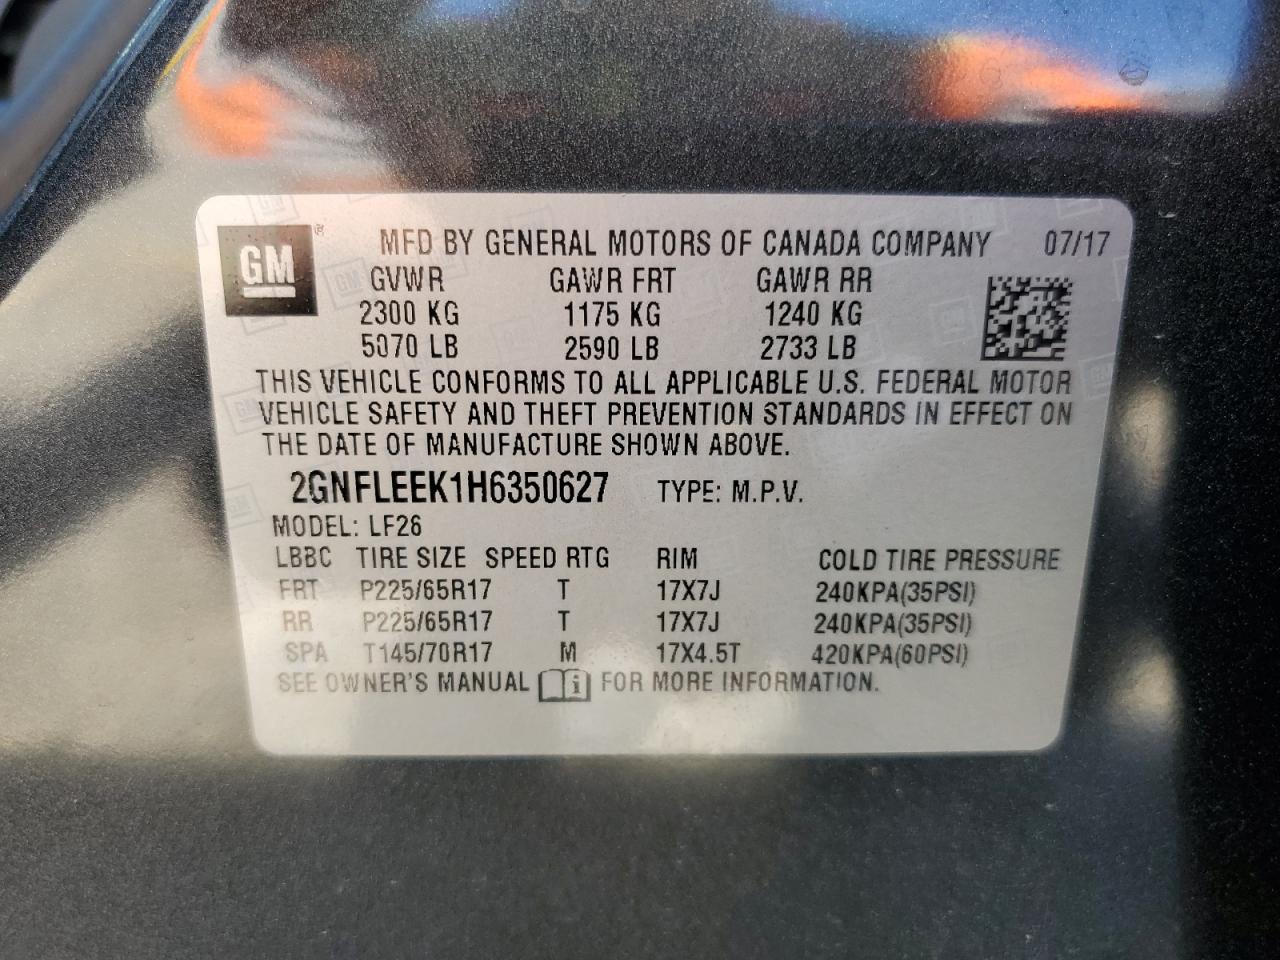 GM ® MFD BY GENERAL MOTORS OF CANADA COMPANY 07/17
GVWR GAWR FRT GAWR RR
2300 KG 1175 KG 1240 KG
5070 LB 2590 LB 2733 LB
THIS VEHICLE CONFORMS TO ALL APPLICABLE U.S. FEDERAL MOTOR
VEHICLE SAFETY AND THEFT PREVENTION STANDARDS IN EFFECT ON
THE DATE OF MANUFACTURE SHOWN ABOVE.
2GNFLEEK1H6350627 TYPE: M.P.V.
MODEL: LF26
LBBC TIRE SIZE SPEED RTG RIM COLD TIRE PRESSURE
FRT P225/65R17 T 17X7J 240KPA(35PSI)
RR P225/65R17 T 17X7J 240KPA(35PSI)
SPA T145/70R17 M 17X4.5T 420KPA(60PSI)
SEE OWNER'S MANUAL i FOR MORE INFORMATION.